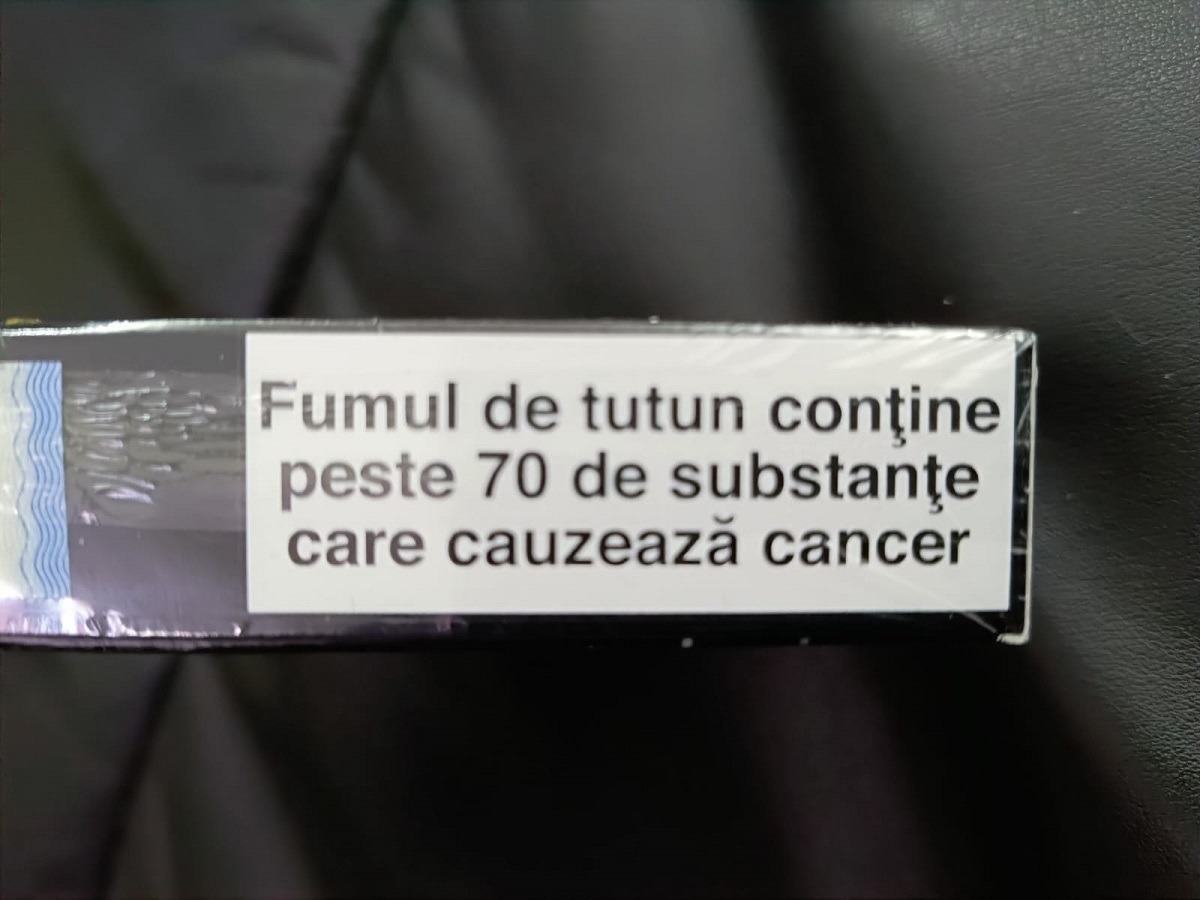 Fumul de tutun conţine
peste 70 de substanţe
care cauzează cancer